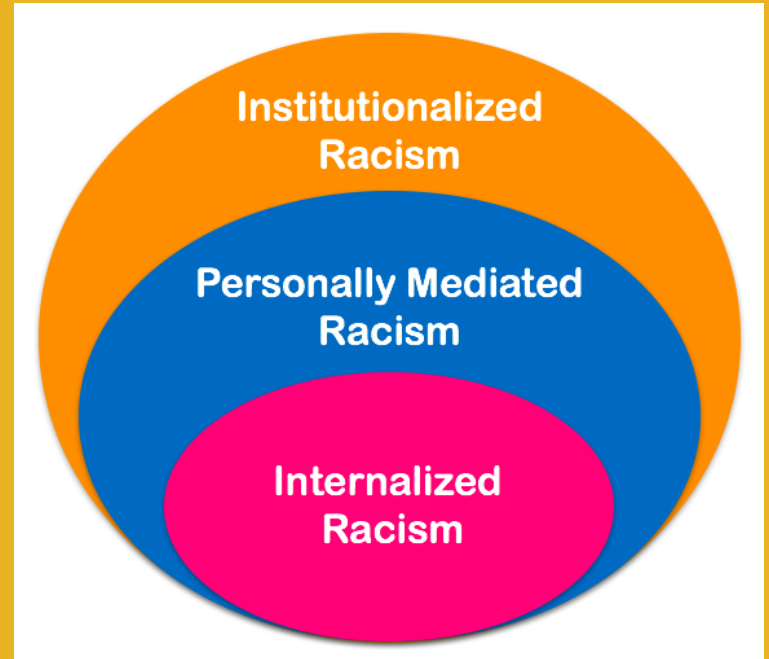 Institutionalized
Racism
Personally Mediated
Racism
Internalized
Racism